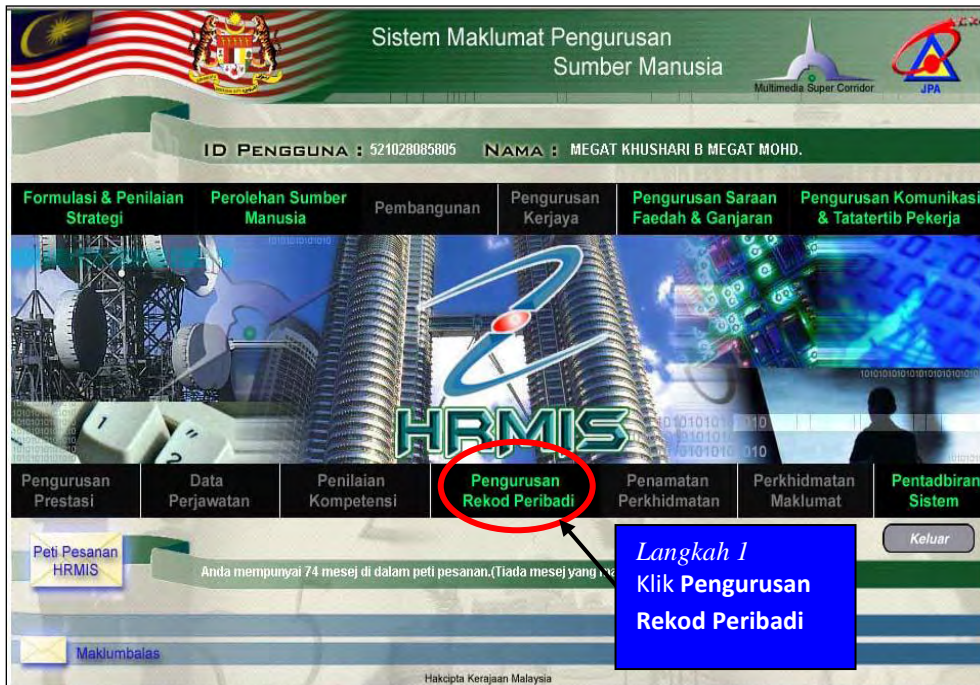 Sistem Maklumat Pengurusan
Sumber Manusia
Multimedia Super Corridor
JPA
ID PENGGUNA : 521028085805 NAMA : MEGAT KHUSHARI B MEGAT MOHD.
Formulasi & Penilaian
Strategi
Perolehan Sumber
Manusia
Pembangunan
Pengurusan
Kerjaya
Pengurusan Saraan
Faedah & Ganjaran
Pengurusan Komunikasi
& Tatatertib Pekerja
HRMIS
Pengurusan
Prestasi
Data
Perjawatan
Penilaian
Kompetensi
Pengurusan
Rekod Peribadi
Penamatan
Perkhidmatan
Perkhidmatan
Maklumat
Pentadbiran
Sistem
Peti Pesanan
HRMIS
Keluar
Anda mempunyai 74 mesej di dalam peti pesanan.(Tiada mesej yang
Langkah 1
Klik Pengurusan
Rekod Peribadi
Maklumbalas
Hakcipta Kerajaan Malaysia